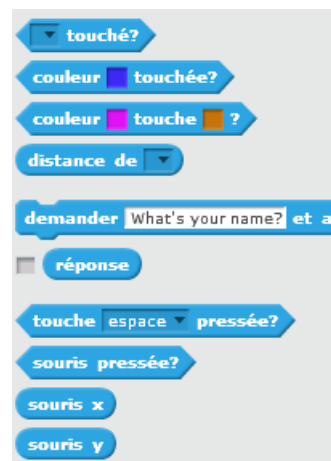 touché?
couleur touchée?
couleur touche ?
distance de
demander What's your name? et a
réponse
touche espace pressée?
souris pressée?
souris x
souris y